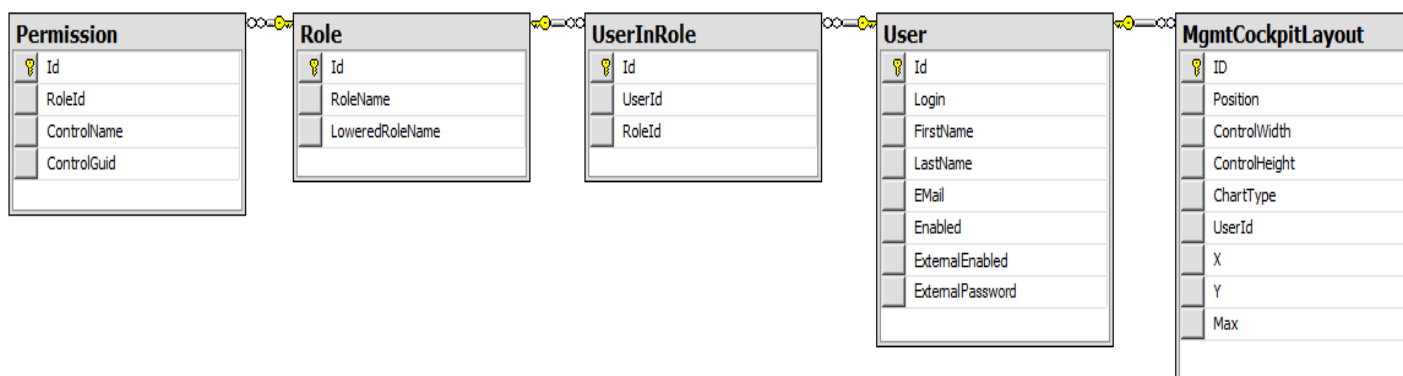 Permission
Id
RoleId
ControlName
ControlGuid
Role
Id
RoleName
LoweredRoleName
UserInRole
Id
UserId
RoleId
User
Id
Login
FirstName
LastName
EMail
Enabled
ExternalEnabled
ExternalPassword
MgmtCockpitLayout
ID
Position
ControlWidth
ControlHeight
ChartType
UserId
X
Y
Max